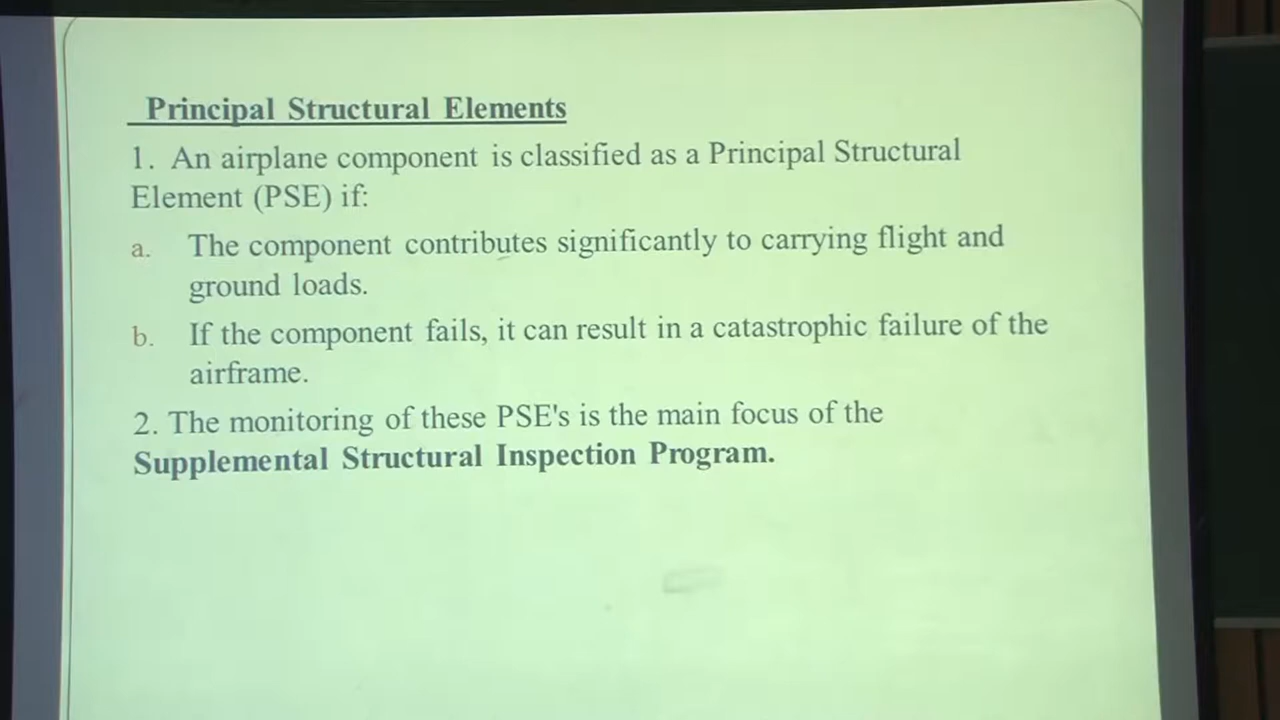 Principal Structural Elements
1. An airplane component is classified as a Principal Structural
Element (PSE) if:
a. The component contributes significantly to carrying flight and
ground loads.
b. If the component fails, it can result in a catastrophic failure of the
airframe.
2. The monitoring of these PSE's is the main focus of the
Supplemental Structural Inspection Program.